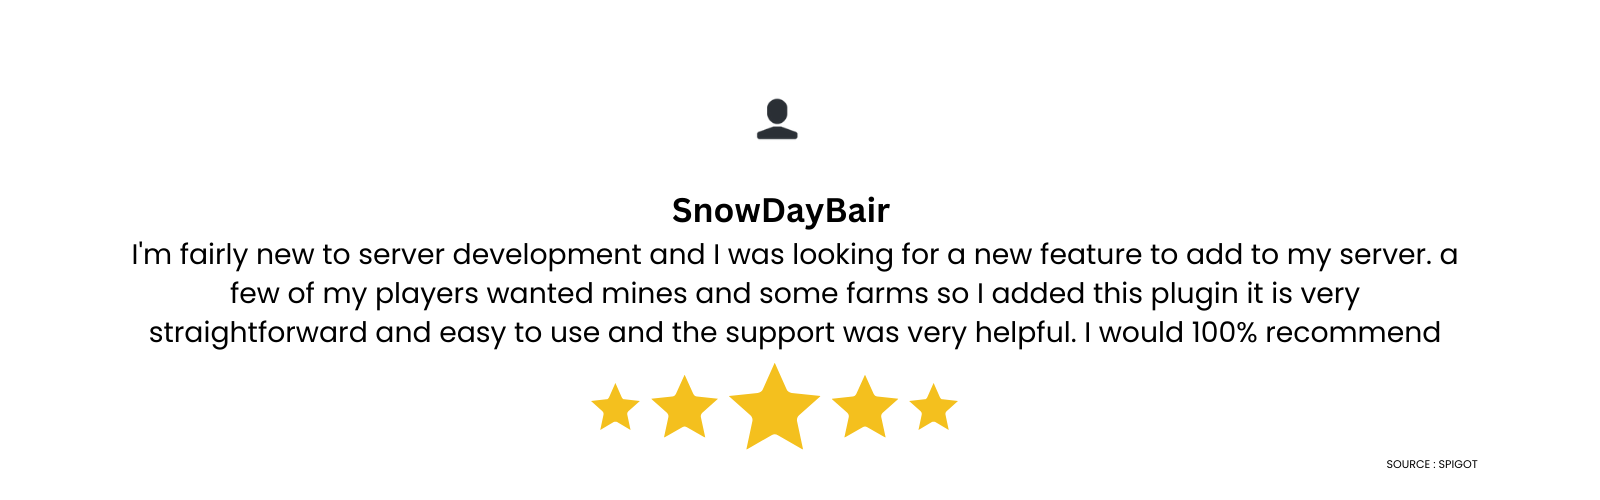 SnowDayBair
I'm fairly new to server development and I was looking for a new feature to add to my server. a
few of my players wanted mines and some farms so I added this plugin it is very
straightforward and easy to use and the support was very helpful. I would 100% recommend
SOURCE : SPIGOT